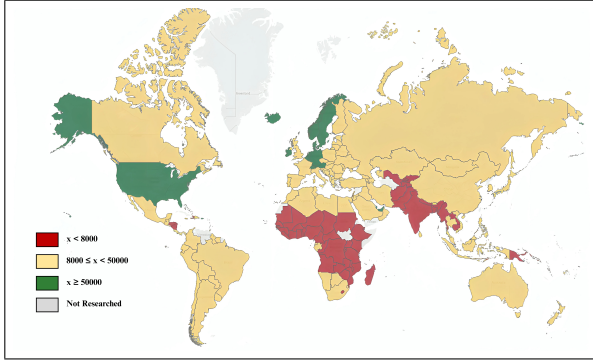 x < 8000
8000 ≤ x < 50000
x ≥ 50000
Not Researched